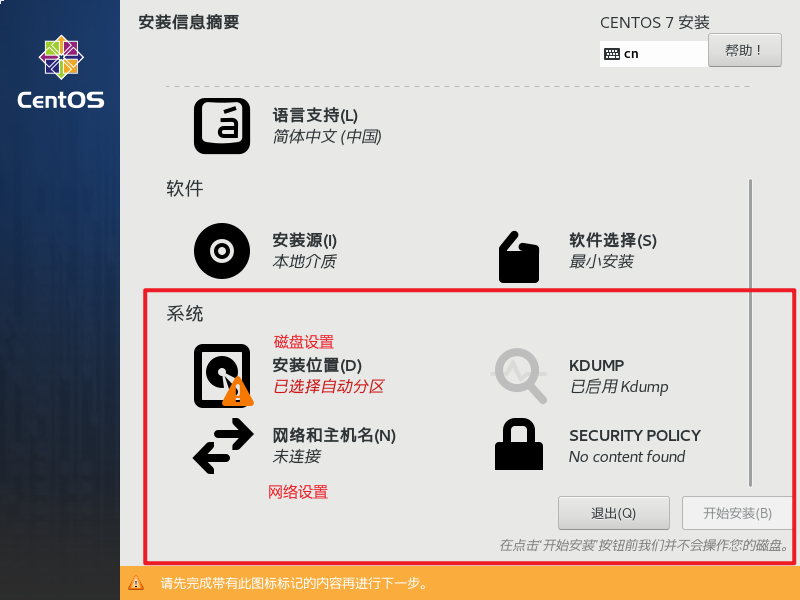 安装信息摘要
CENTOS 7 安装
cn
帮助！
CentOS
语言支持(L)
简体中文 (中国)
软件
安装源(I)
本地介质
软件选择(S)
最小安装
系统
磁盘设置
安装位置(D)
已选择自动分区
KDUMP
已启用 Kdump
网络和主机名(N)
未连接
SECURITY POLICY
No content found
网络设置
退出(Q)
开始安装(B)
在点击'开始安装'按钮前我们并不会操作您的磁盘。
请先完成带有此图标标记的内容再进行下一步。